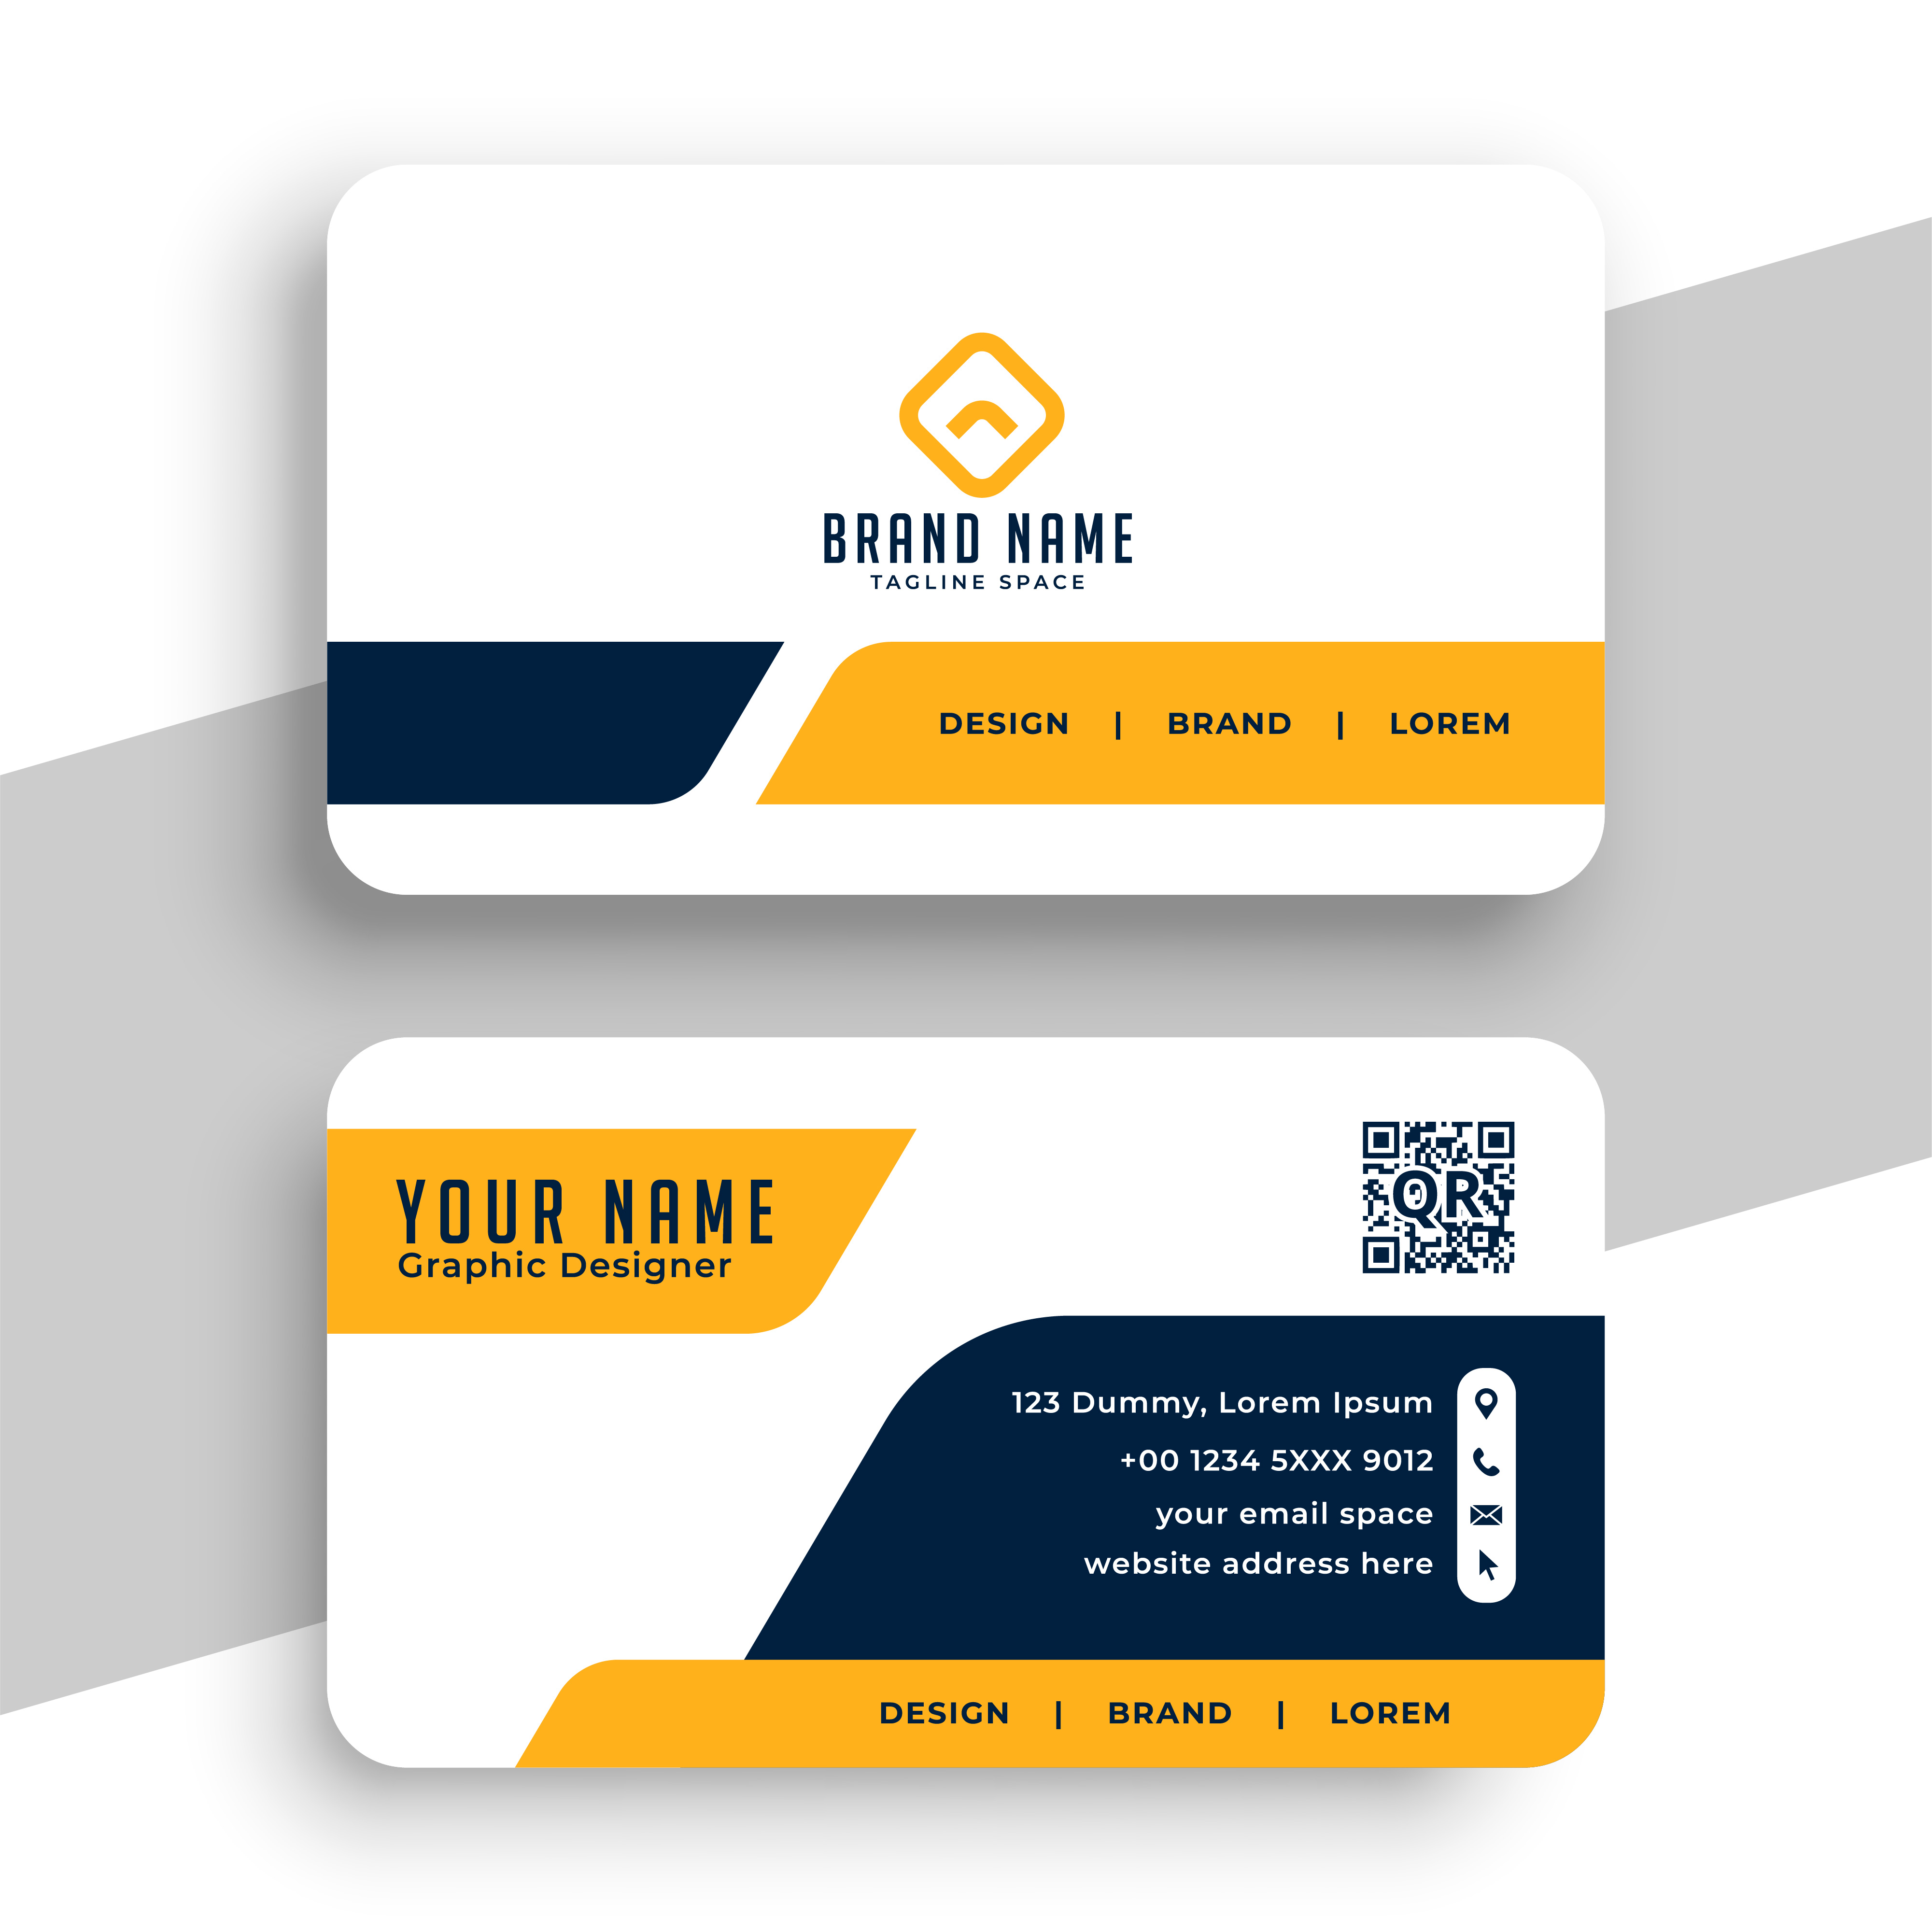 BRAND NAME
TAGLINE SPACE
DESIGN | BRAND | LOREM
YOUR NAME
Graphic Designer
QR
123 Dummy, Lorem Ipsum
+00 1234 5XXX 9012
your email space
website address here
DESIGN | BRAND | LOREM